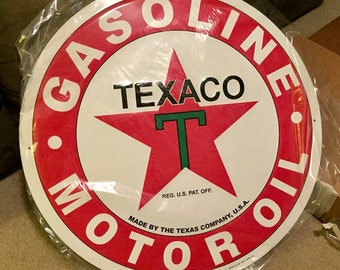 · GASOLINE ·
TEXACO
T
REG. U.S. PAT. OFF.
MADE BY THE TEXAS COMPANY, U.S.A.
MOTOR OIL